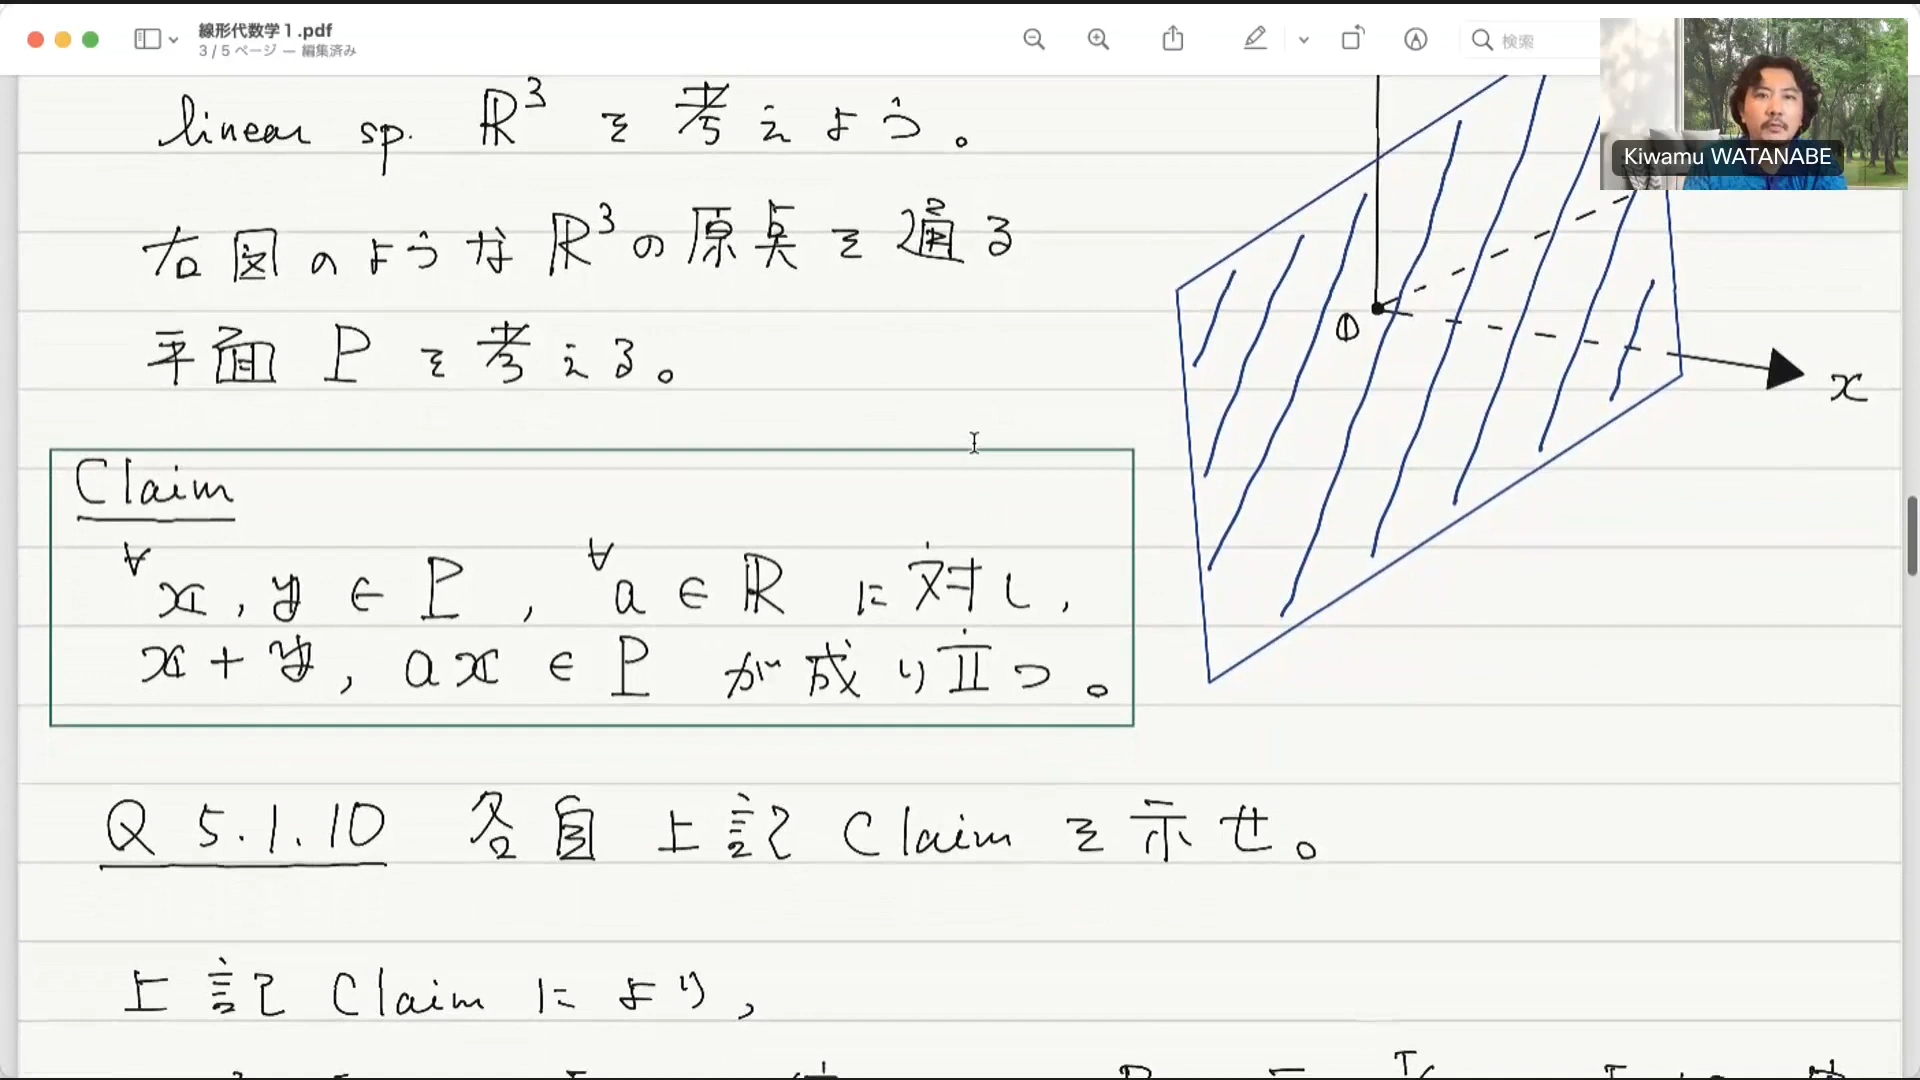 線形代数学1.pdf
3 / 5 ページ — 編集済み
検索
Kiwamu WATANABE
linear sp. ℝ³ を考えよう。
右図のような ℝ³ の原点を通る
平面 P を考える。
O
x
Claim
∀x, y ∈ P, ∀a ∈ ℝ に対し,
x + y, ax ∈ P が成り立つ。
Q 5.1.10 各自上記 Claim を示せ。
上記 Claim により,